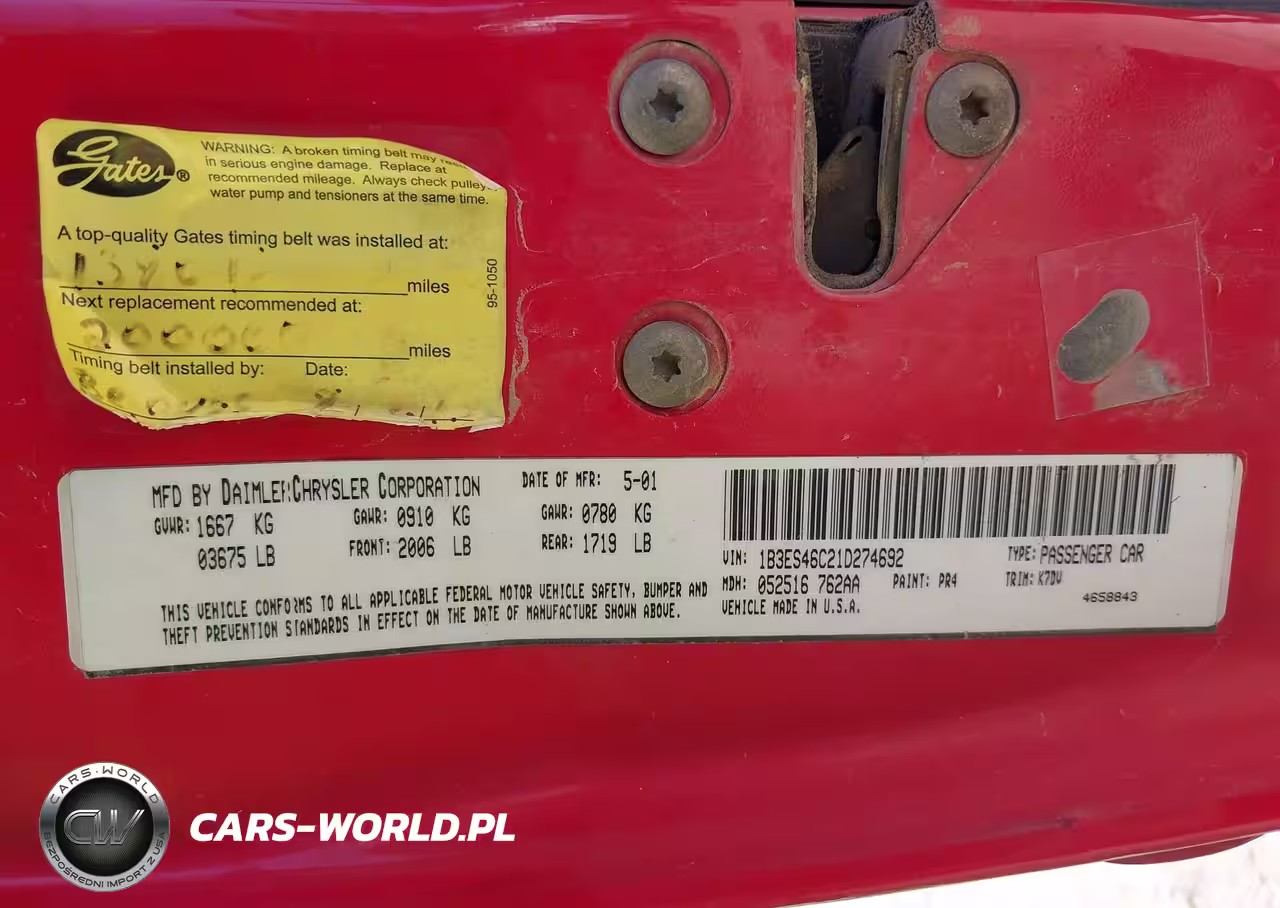 Gates®
WARNING: A broken timing belt may
in serious engine damage. Replace at
recommended mileage. Always check pulleys,
water pump and tensioners at the same time.
A top-quality Gates timing belt was installed at:
miles
Next replacement recommended at:
miles
Timing belt installed by: Date:
95-1050
MFD BY DAIMLERCHRYSLER CORPORATION DATE OF MFR: 5-01
GVWR: 1667 KG GAWR: 0910 KG GAWR: 0780 KG
03675 LB FRONT: 2006 LB REAR: 1719 LB
THIS VEHICLE CONFORMS TO ALL APPLICABLE FEDERAL MOTOR VEHICLE SAFETY, BUMPER AND
THEFT PREVENTION STANDARDS IN EFFECT ON THE DATE OF MANUFACTURE SHOWN ABOVE.
VIN: 1B3ES46C21D274692 TYPE: PASSENGER CAR
MDH: 052516 762AA PAINT: PR4 TRIM: K7DV
VEHICLE MADE IN U.S.A. 4658843
CARS-WORLD
CW
BEZPOŚREDNI IMPORT Z USA
CARS-WORLD.PL